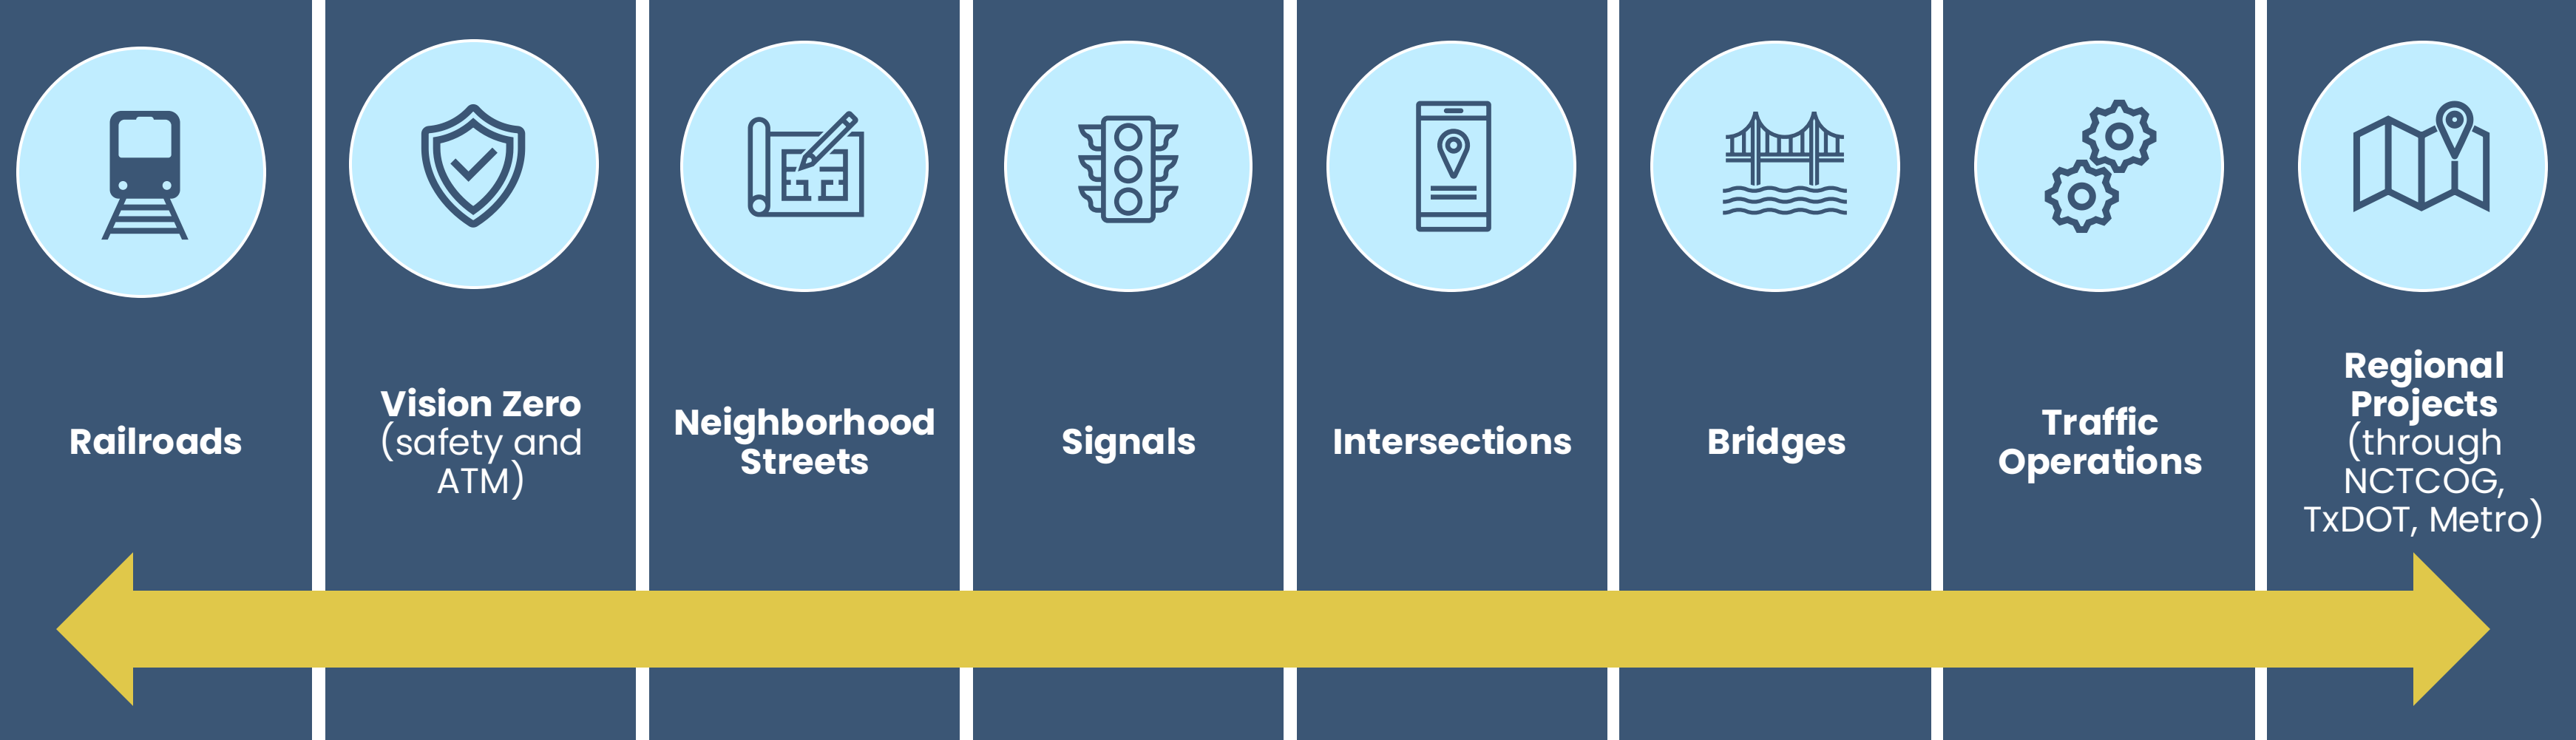 Railroads
Vision Zero
(safety and
ATM)
Neighborhood
Streets
Signals
Intersections
Bridges
Traffic
Operations
Regional
Projects
(through
NCTCOG,
TxDOT, Metro)